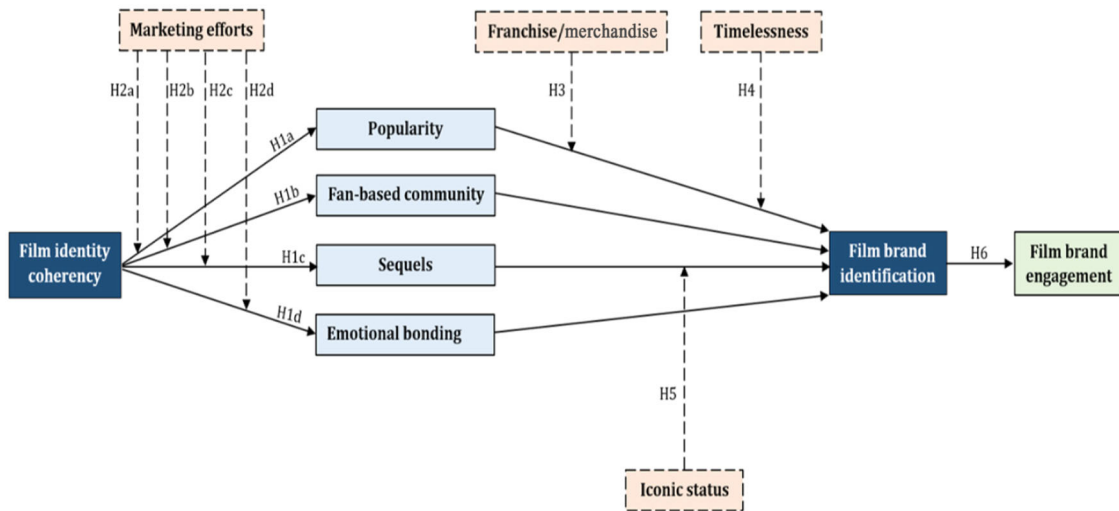 Marketing efforts
Franchise/merchandise
Timelessness
H2a
H2b
H2c
H2d
H3
H4
H1a
Popularity
H1b
Fan-based community
Film identity
coherency
H1c
Sequels
Film brand
identification
H6
Film brand
engagement
H1d
Emotional bonding
H5
Iconic status